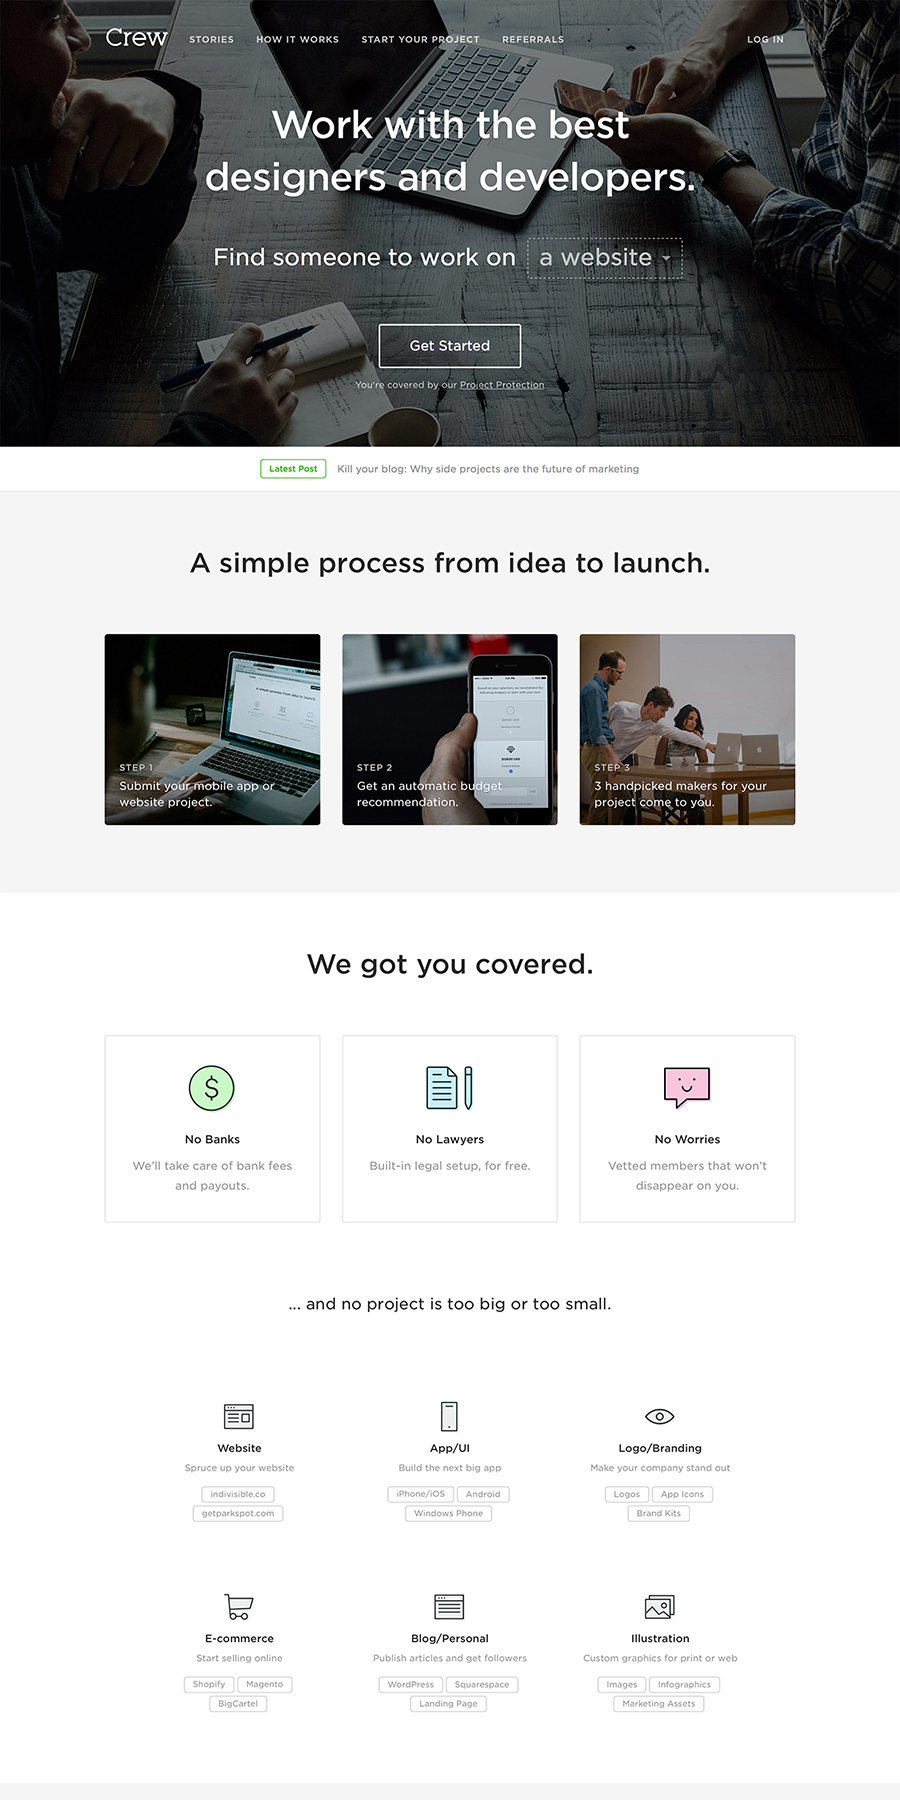 Crew STORIES HOW IT WORKS START YOUR PROJECT REFERRALS LOG IN
Work with the best
designers and developers.
Find someone to work on a website
Get Started
You're covered by our Project Protection
Latest Post Kill your blog: Why side projects are the future of marketing
A simple process from idea to launch.
STEP 1
Submit your mobile app or
website project.
STEP 2
Get an automatic budget
recommendation.
STEP 3
3 handpicked makers for your
project come to you.
We got you covered.
No Banks
We'll take care of bank fees
and payouts.
No Lawyers
Built-in legal setup, for free.
No Worries
Vetted members that won't
disappear on you.
... and no project is too big or too small.
Website
Spruce up your website
indivisible.co
getparkspot.com
App/UI
Build the next big app
iPhone/iOS Android
Windows Phone
Logo/Branding
Make your company stand out
Logos App Icons
Brand Kits
E-commerce
Start selling online
Shopify Magento
BigCartel
Blog/Personal
Publish articles and get followers
WordPress Squarespace
Landing Page
Illustration
Custom graphics for print or web
Images Infographics
Marketing Assets